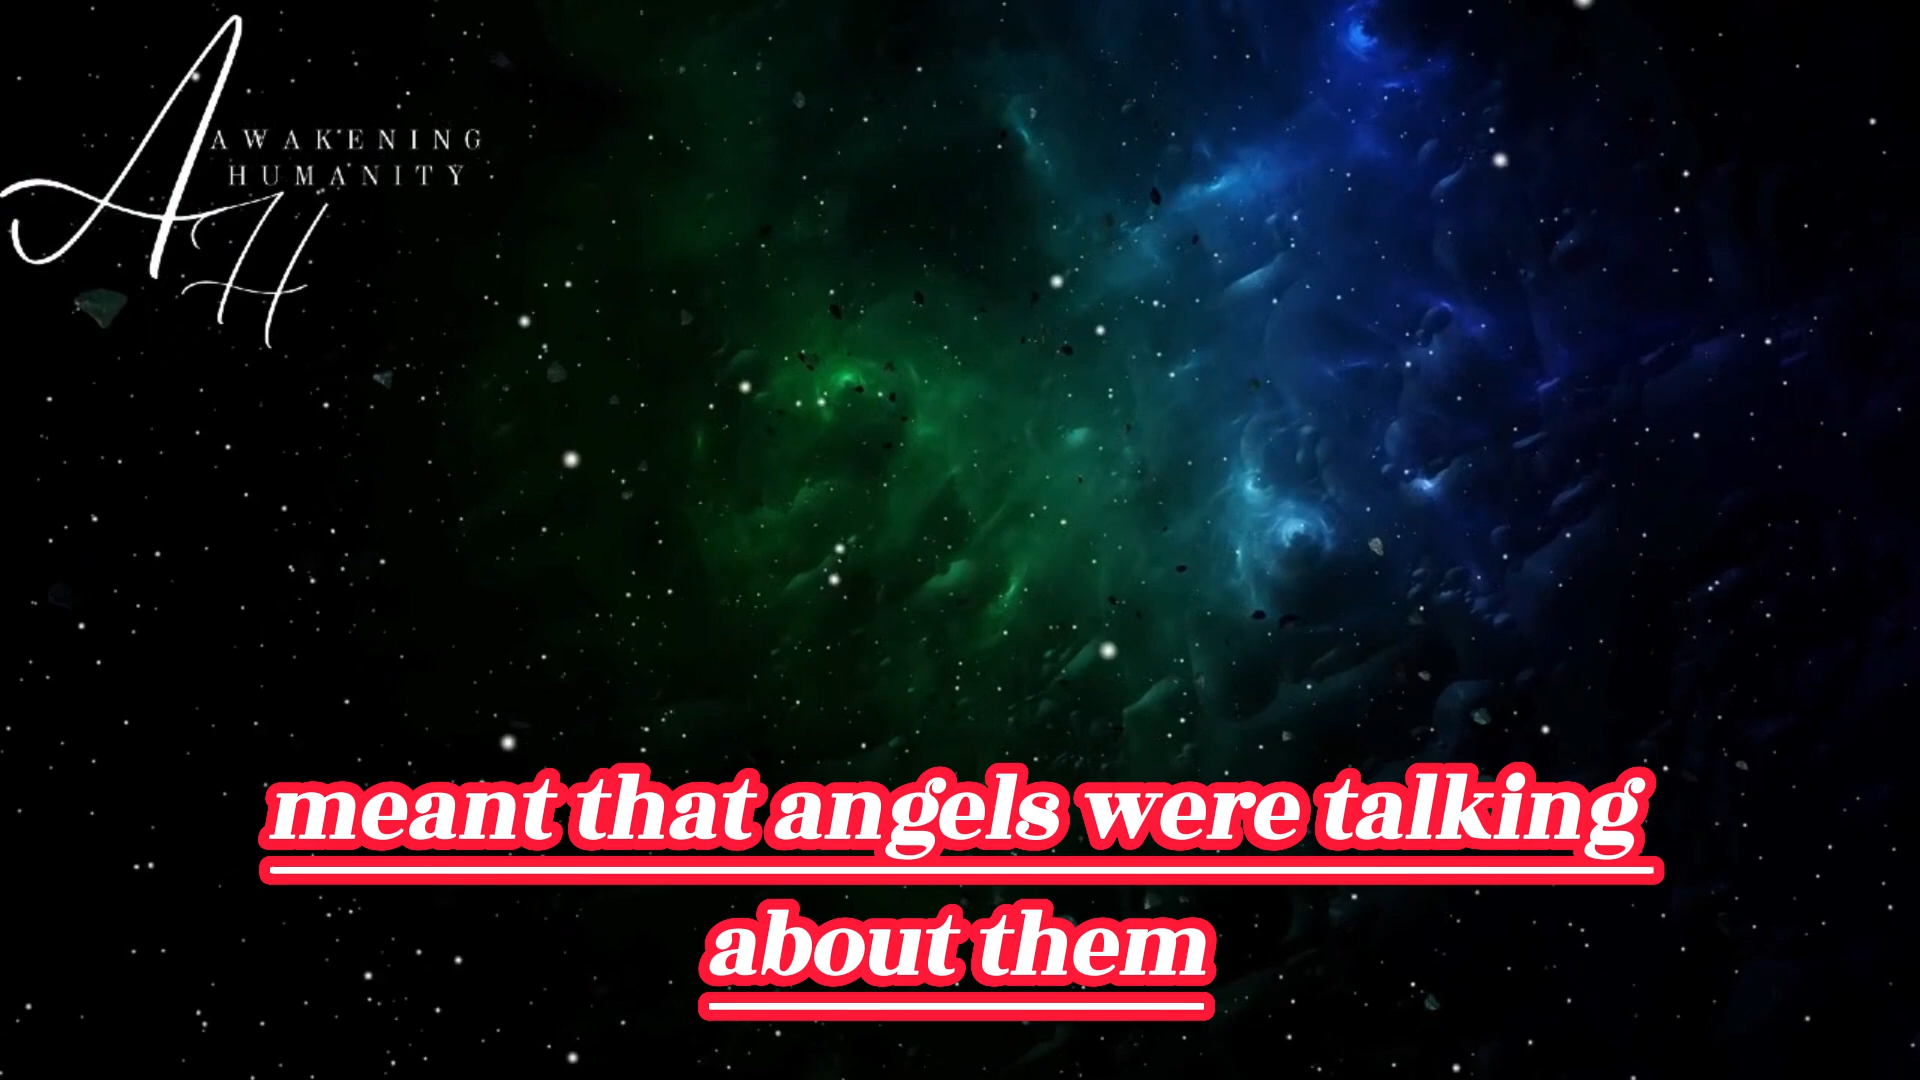 A
AWAKENING
HUMANITY
H
meant that angels were talking
about them